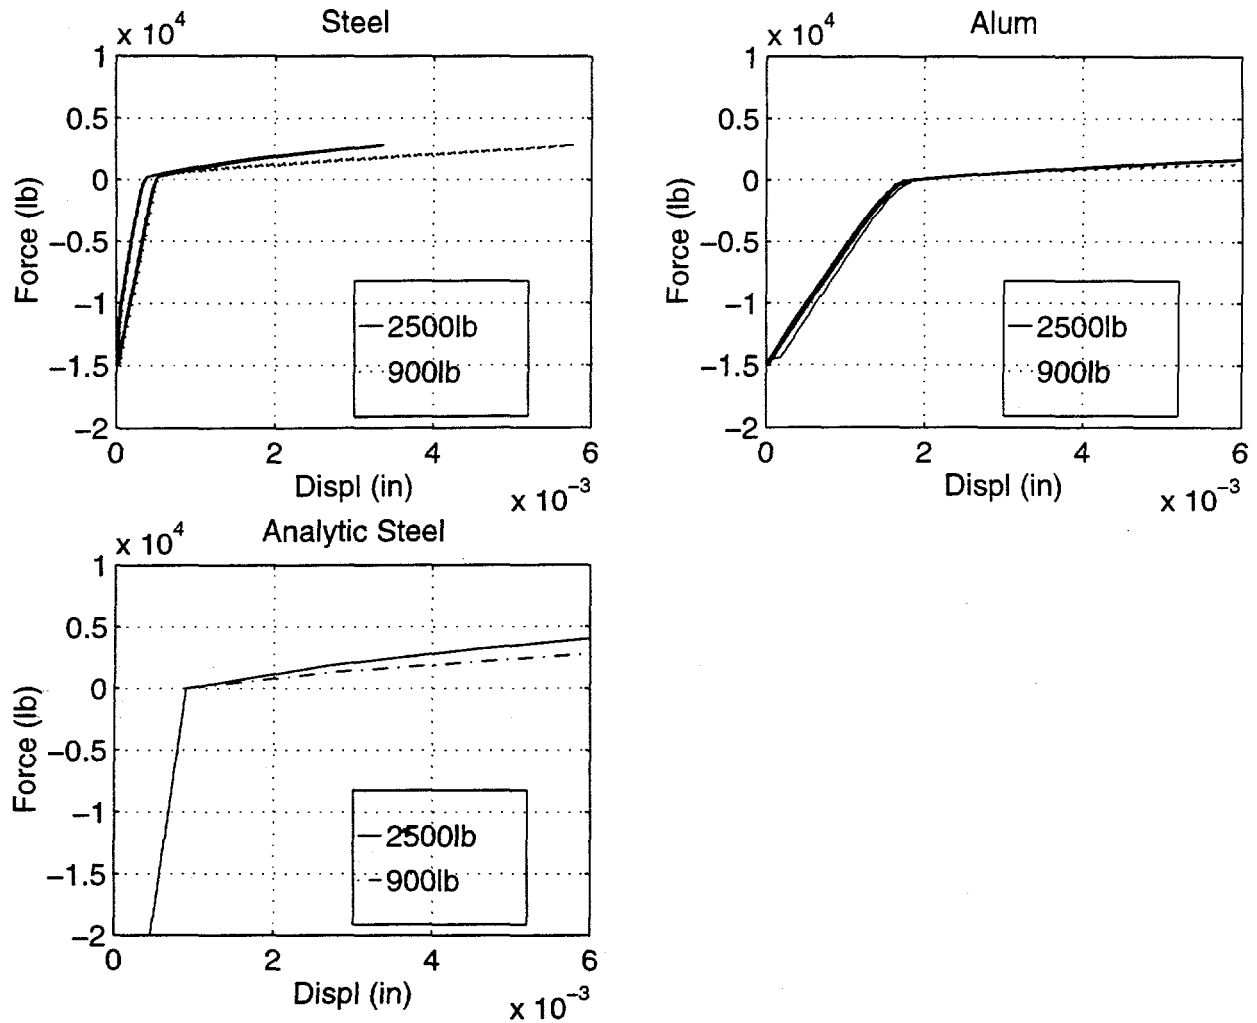 Steel
x 10^4
1
0.5
0
−0.5
−1
−1.5
−2
Force (lb)
2500lb
900lb
0 2 4 6
Displ (in)
x 10^−3
Alum
x 10^4
1
0.5
0
−0.5
−1
−1.5
−2
Force (lb)
2500lb
900lb
0 2 4 6
Displ (in)
x 10^−3
Analytic Steel
x 10^4
1
0.5
0
−0.5
−1
−1.5
−2
Force (lb)
2500lb
900lb
0 2 4 6
Displ (in)
x 10^−3